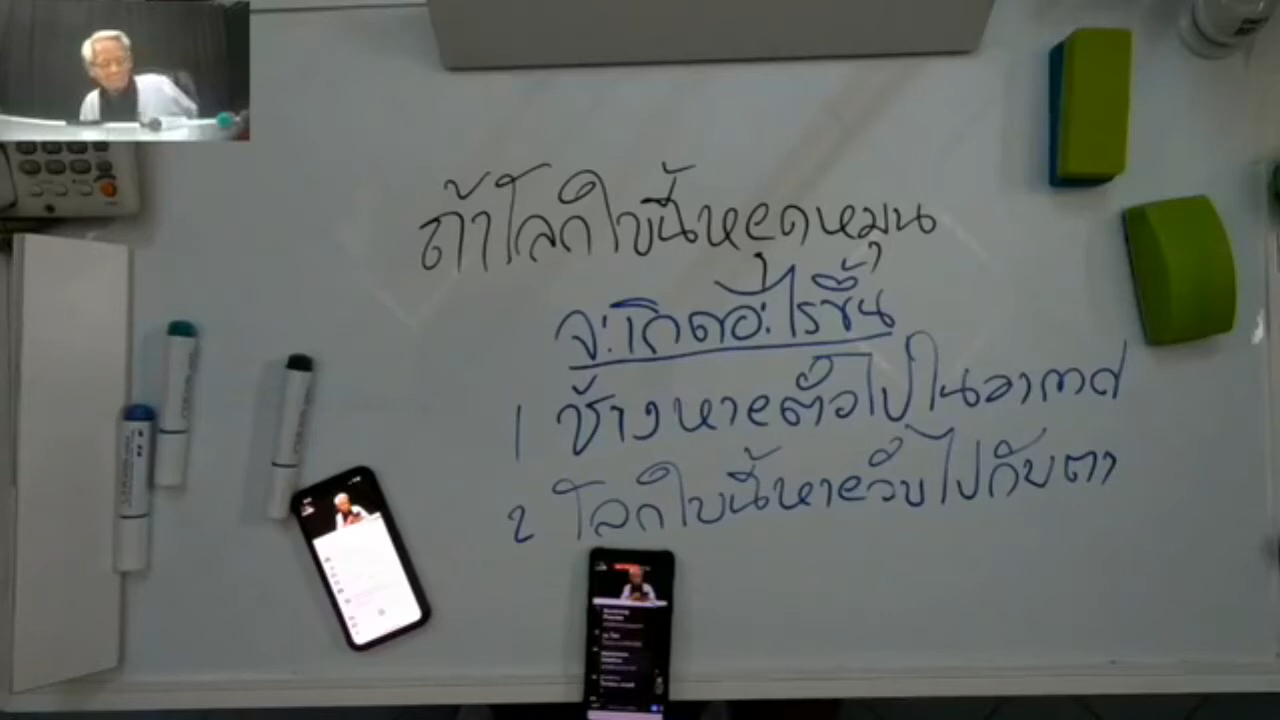 ถ้าโลกใบนี้หยุดหมุน
จะเกิดอะไรขึ้น
1 ช้างหายตัวไปในอากาศ
2 โลกใบนี้หายวับไปกับตา